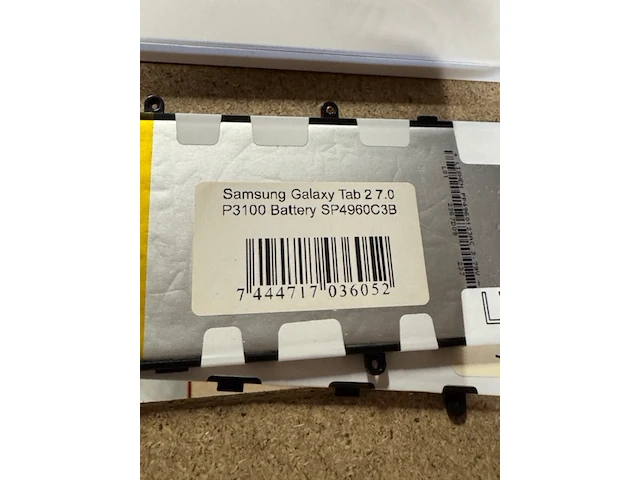 Samsung Galaxy Tab 2 7.0
P3100 Battery SP4960C3B
7 444717 036052